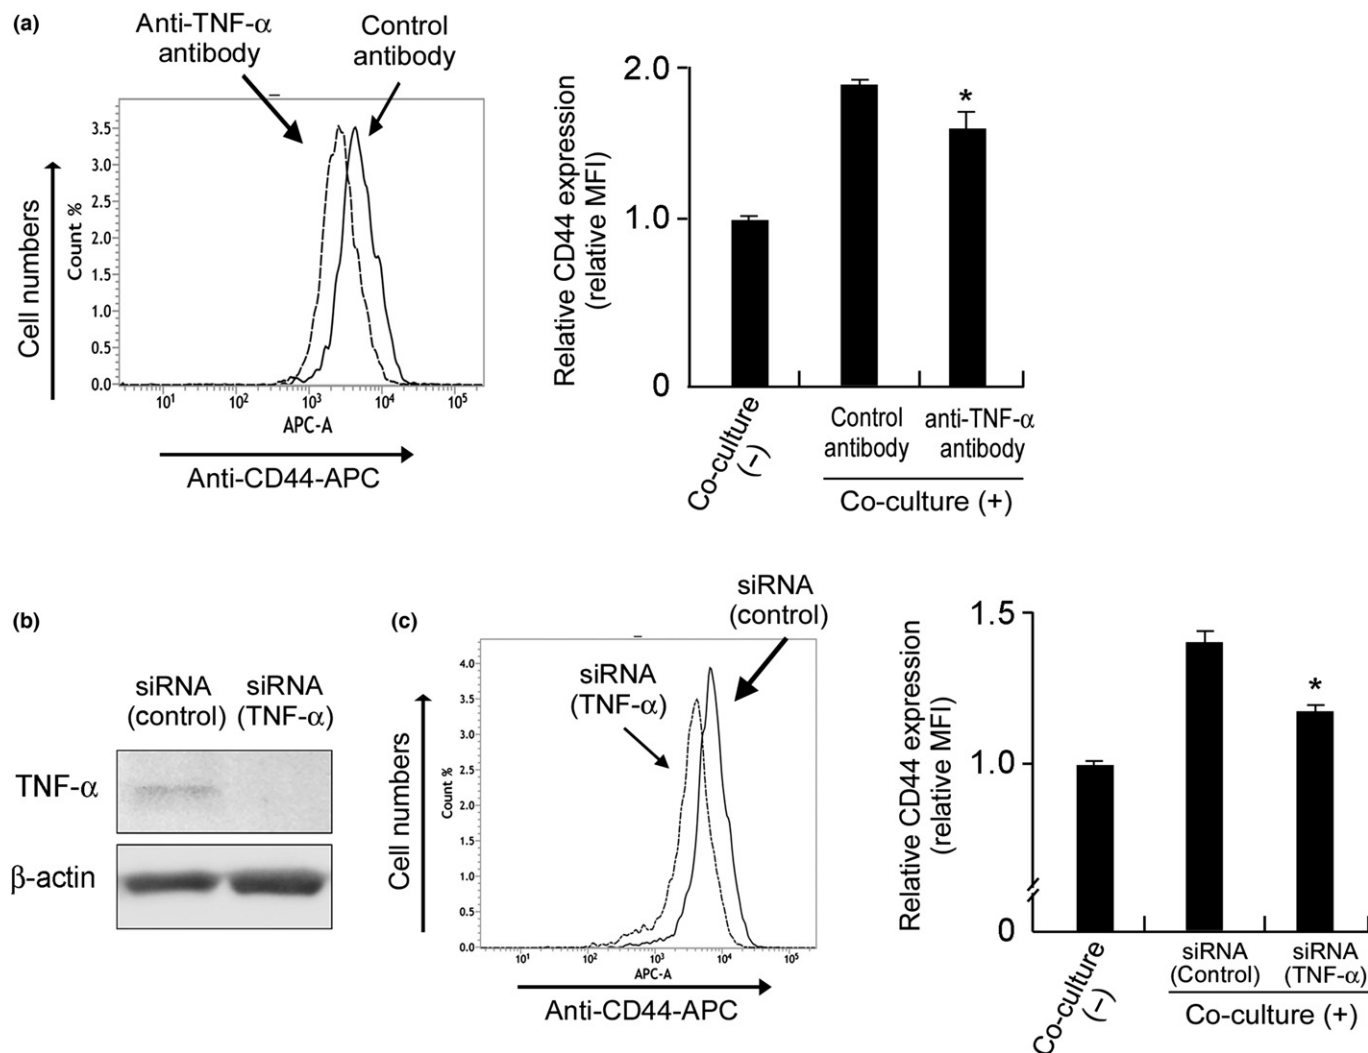 (a)
Anti-TNF-α
antibody
Control
antibody
Cell numbers
Count %
3.5
3.0
2.5
2.0
1.5
1.0
0.5
0.0
10¹ 10² 10³ 10⁴ 10⁵
APC-A
Anti-CD44-APC
Relative CD44 expression
(relative MFI)
2.0
*
1.0
0
Co-culture
(−)
Control
antibody
anti-TNF-α
antibody
Co-culture (+)
(b)
siRNA
(control)
siRNA
(TNF-α)
TNF-α
β-actin
(c)
siRNA
(control)
siRNA
(TNF-α)
Cell numbers
Count %
4.0
3.5
3.0
2.5
2.0
1.5
1.0
0.5
0.0
10¹ 10² 10³ 10⁴ 10⁵
APC-A
Anti-CD44-APC
Relative CD44 expression
(relative MFI)
1.5
*
1.0
0
Co-culture
(−)
siRNA
(Control)
siRNA
(TNF-α)
Co-culture (+)